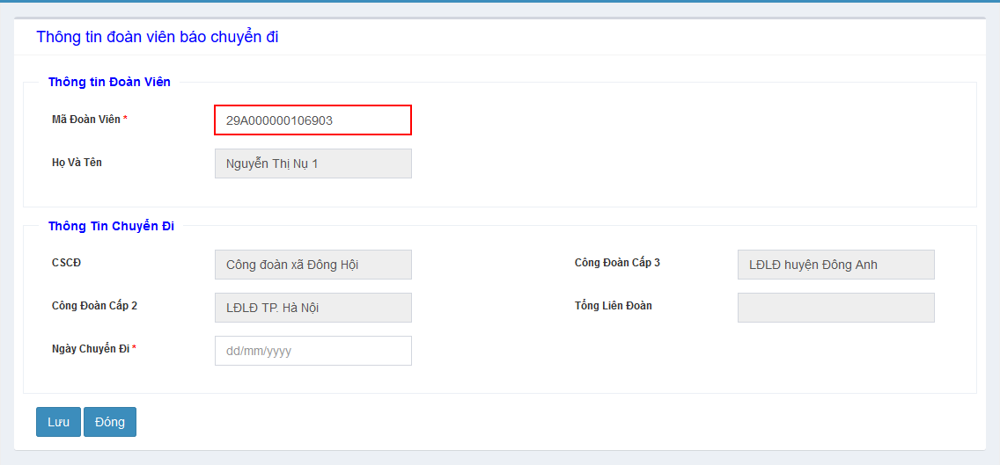 Thông tin đoàn viên báo chuyển đi
Thông tin Đoàn Viên
Mã Đoàn Viên * 29A000000106903
Họ Và Tên Nguyễn Thị Nụ 1
Thông Tin Chuyển Đi
CSCĐ Công đoàn xã Đông Hội Công Đoàn Cấp 3 LĐLĐ huyện Đông Anh
Công Đoàn Cấp 2 LĐLĐ TP. Hà Nội Tổng Liên Đoàn
Ngày Chuyển Đi * dd/mm/yyyy
Lưu Đóng